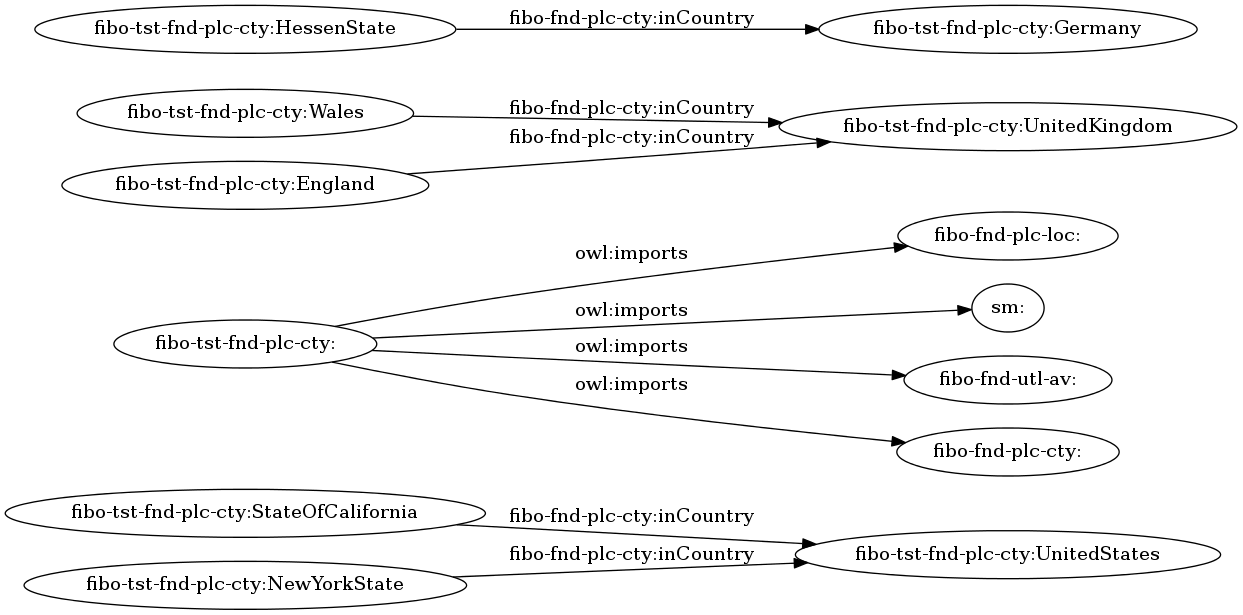 fibo-tst-fnd-plc-cty:HessenState
fibo-fnd-plc-cty:inCountry
fibo-tst-fnd-plc-cty:Germany
fibo-tst-fnd-plc-cty:Wales
fibo-fnd-plc-cty:inCountry
fibo-tst-fnd-plc-cty:UnitedKingdom
fibo-fnd-plc-cty:inCountry
fibo-tst-fnd-plc-cty:England
fibo-fnd-plc-loc:
owl:imports
owl:imports
sm:
fibo-tst-fnd-plc-cty:
owl:imports
fibo-fnd-utl-av:
owl:imports
fibo-fnd-plc-cty:
fibo-tst-fnd-plc-cty:StateOfCalifornia
fibo-fnd-plc-cty:inCountry
fibo-fnd-plc-cty:inCountry
fibo-tst-fnd-plc-cty:UnitedStates
fibo-tst-fnd-plc-cty:NewYorkState